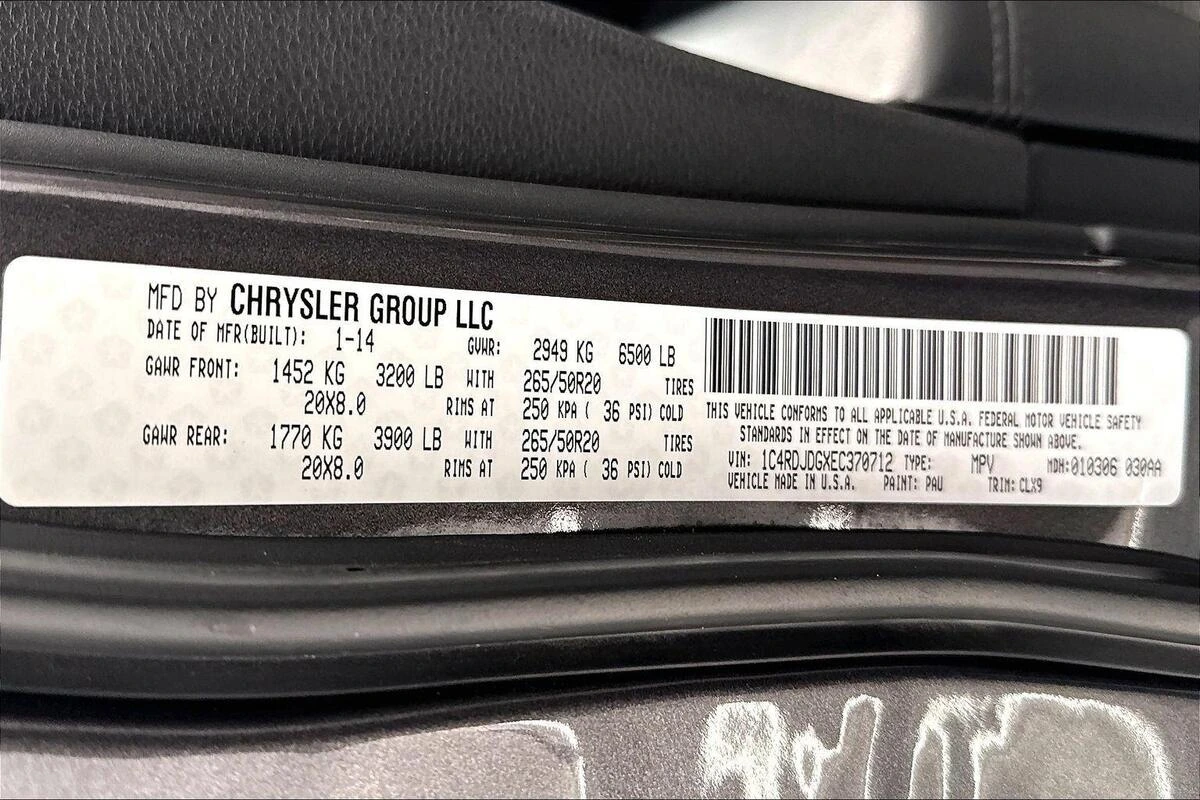 MFD BY CHRYSLER GROUP LLC
DATE OF MFR(BUILT): 1-14 GVWR: 2949 KG 6500 LB
GAWR FRONT: 1452 KG 3200 LB WITH 265/50R20 TIRES
20X8.0 RIMS AT 250 KPA ( 36 PSI) COLD
GAWR REAR: 1770 KG 3900 LB WITH 265/50R20 TIRES
20X8.0 RIMS AT 250 KPA ( 36 PSI) COLD
THIS VEHICLE CONFORMS TO ALL APPLICABLE U.S.A. FEDERAL MOTOR VEHICLE SAFETY
STANDARDS IN EFFECT ON THE DATE OF MANUFACTURE SHOWN ABOVE.
VIN: 1C4RDJDGXEC370712 TYPE: MPV MDH:010306 030AA
VEHICLE MADE IN U.S.A. PAINT: PAU TRIM: CLX9